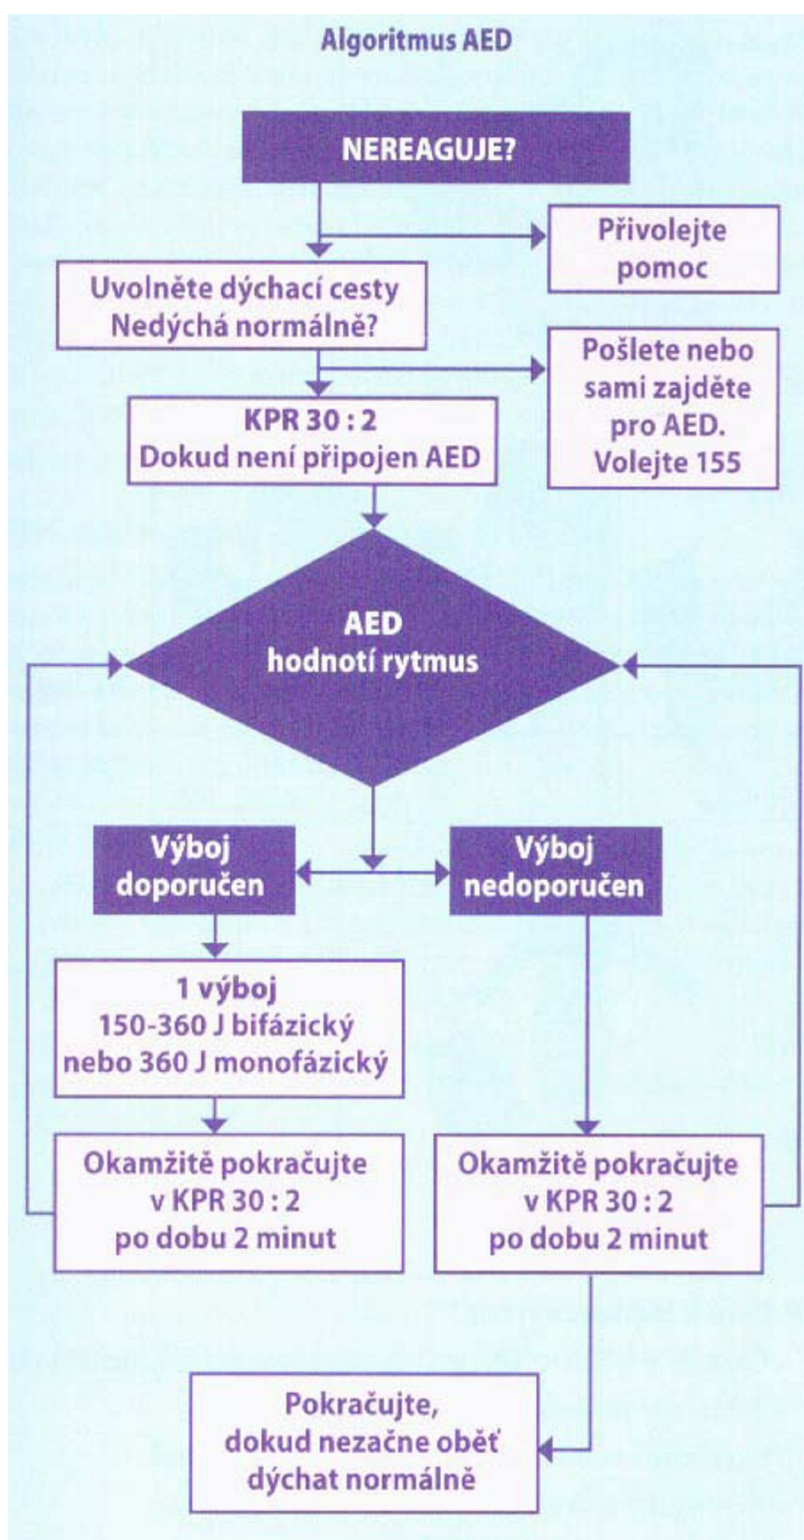 Algoritmus AED
NEREAGUJE?
Přivolejte
pomoc
Uvolněte dýchací cesty
Nedýchá normálně?
Pošlete nebo
sami zajděte
pro AED.
Volejte 155
KPR 30 : 2
Dokud není připojen AED
AED
hodnotí rytmus
Výboj
doporučen
Výboj
nedoporučen
1 výboj
150-360 J bifázický
nebo 360 J monofázický
Okamžitě pokračujte
v KPR 30 : 2
po dobu 2 minut
Okamžitě pokračujte
v KPR 30 : 2
po dobu 2 minut
Pokračujte,
dokud nezačne oběť
dýchat normálně